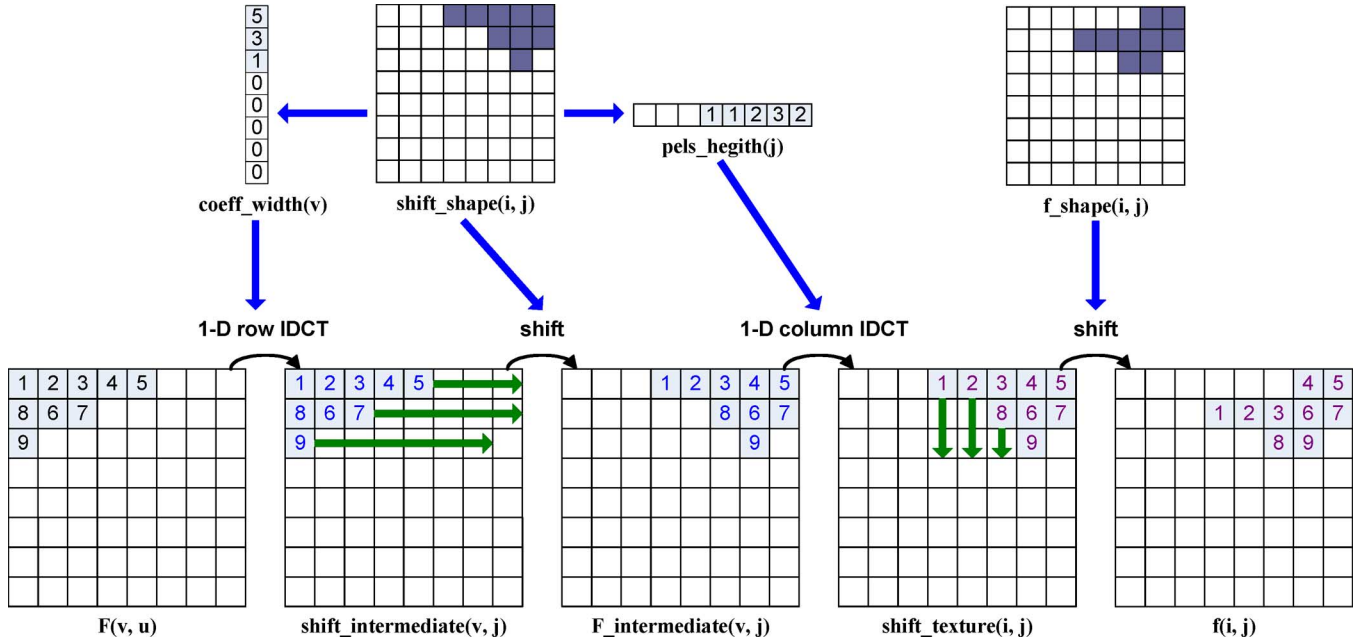 5
3
1
0
0
0
0
0
coeff_width(v)
shift_shape(i, j)
1 1 2 3 2
pels_hegith(j)
f_shape(i, j)
1-D row IDCT
shift
1-D column IDCT
shift
1 2 3 4 5
8 6 7
9
F(v, u)
1 2 3 4 5
8 6 7
9
shift_intermediate(v, j)
1 2 3 4 5
8 6 7
9
F_intermediate(v, j)
1 2 3 4 5
8 6 7
9
shift_texture(i, j)
4 5
1 2 3 6 7
8 9
f(i, j)